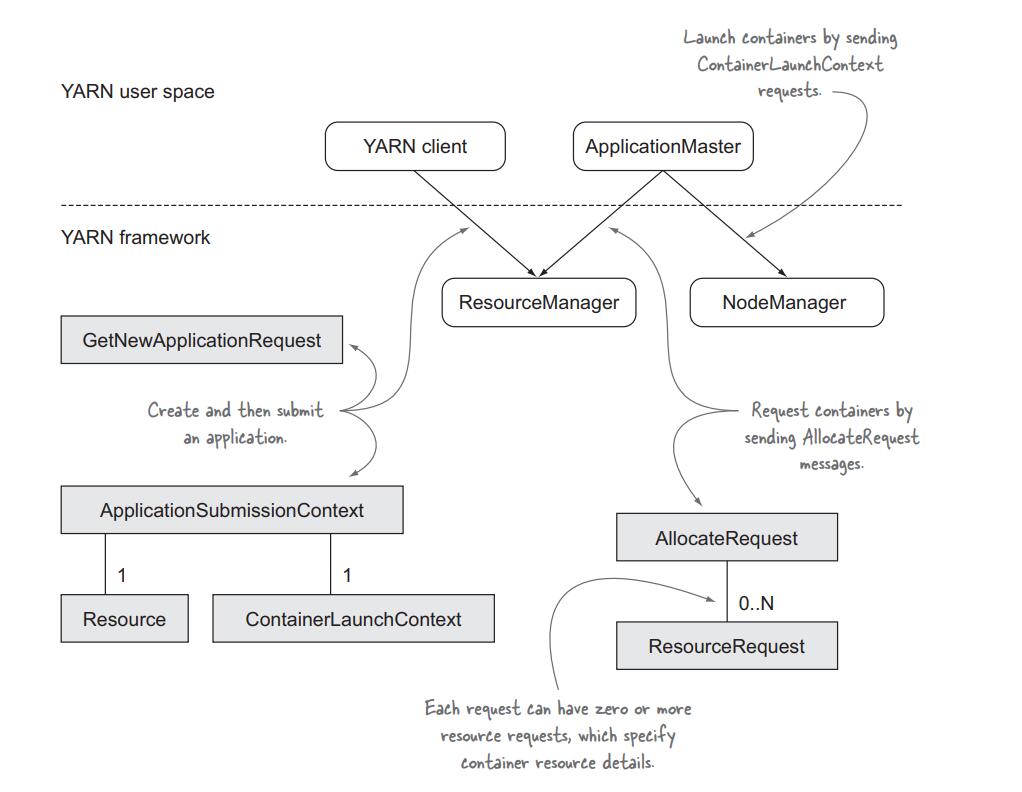 Launch containers by sending
ContainerLaunchContext
requests.
YARN user space
YARN client
ApplicationMaster
YARN framework
ResourceManager
NodeManager
GetNewApplicationRequest
Create and then submit
an application.
Request containers by
sending AllocateRequest
messages.
ApplicationSubmissionContext
AllocateRequest
1
1
0..N
Resource
ContainerLaunchContext
ResourceRequest
Each request can have zero or more
resource requests, which specify
container resource details.